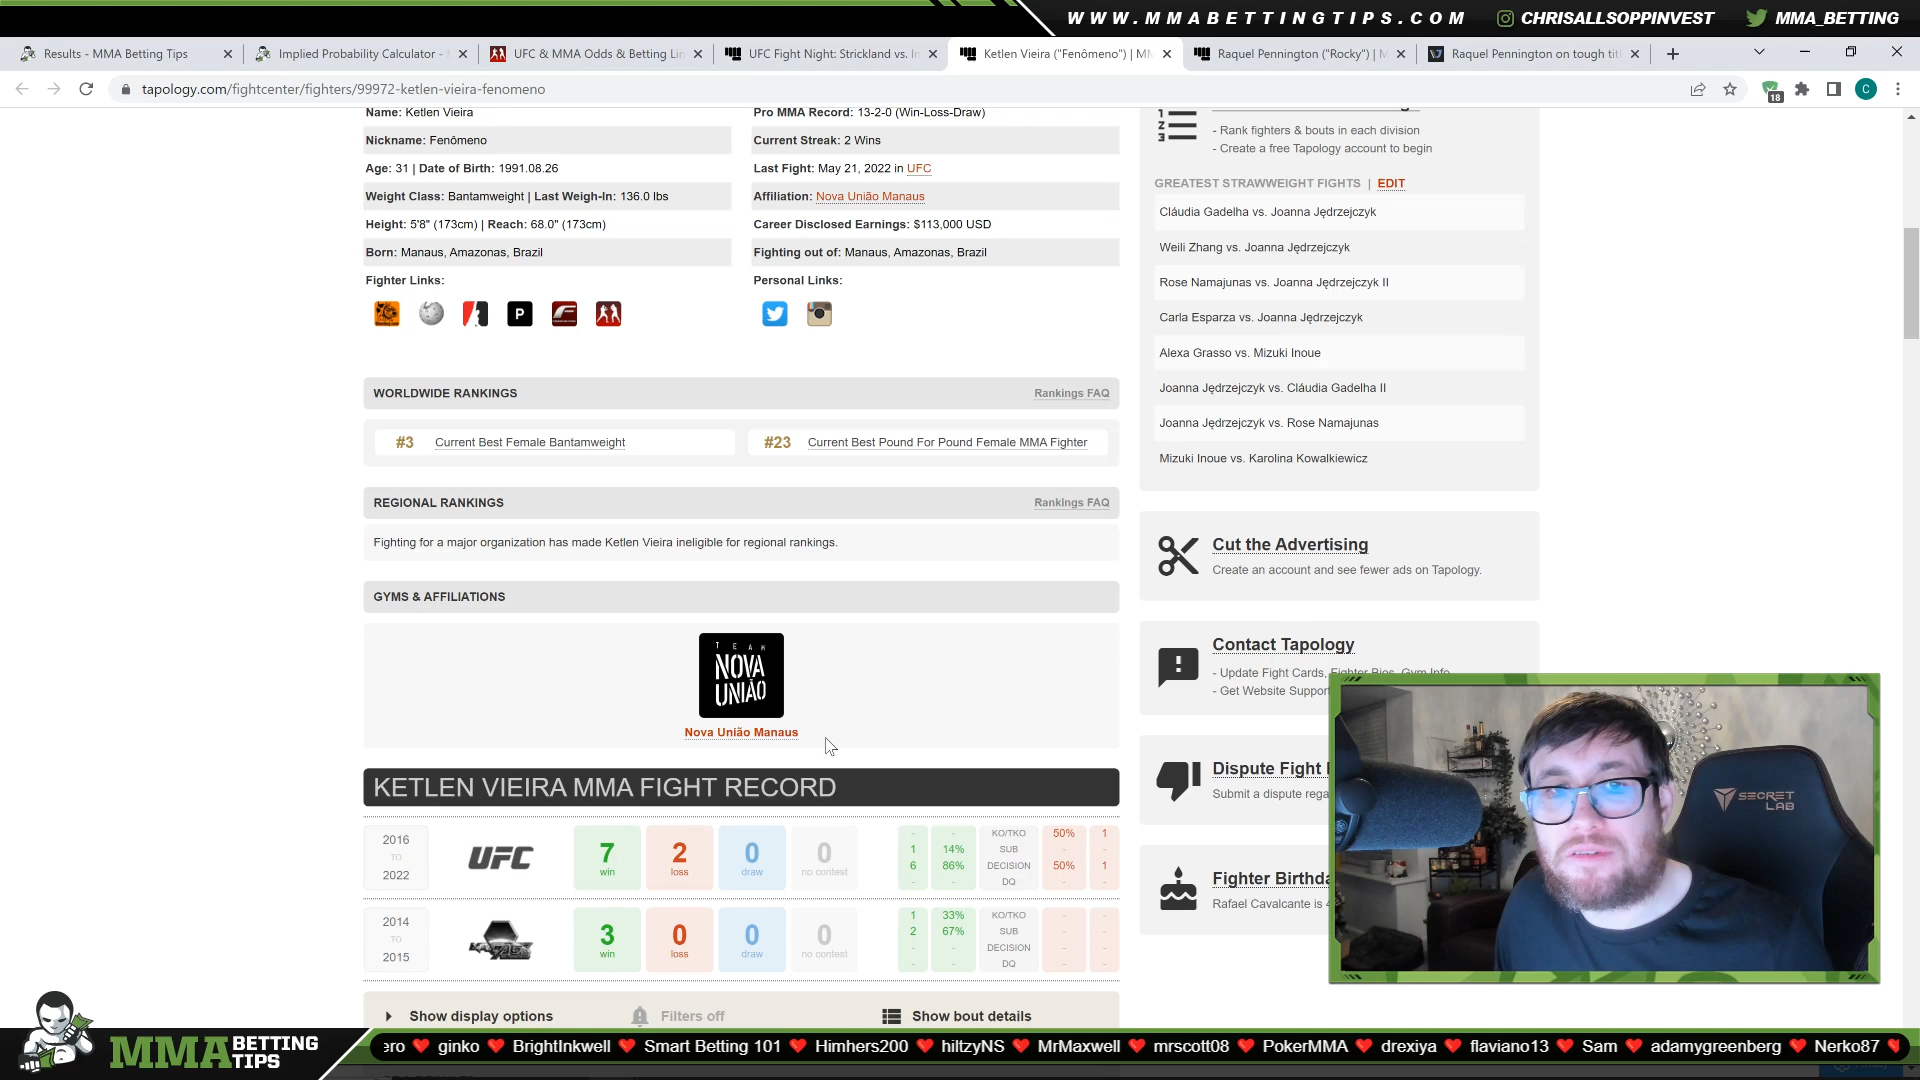 WWW.MMABETTINGTIPS.COM CHRISALLSOPPINVEST MMA_BETTING
Results - MMA Betting Tips Implied Probability Calculator - UFC & MMA Odds & Betting Lin UFC Fight Night: Strickland vs. Ketlen Vieira ("Fenômeno") | Raquel Pennington ("Rocky") | Raquel Pennington on tough titl
tapology.com/fightcenter/fighters/99972-ketlen-vieira-fenomeno 18 C
Name: Ketlen Vieira
Pro MMA Record: 13-2-0 (Win-Loss-Draw)
Nickname: Fenômeno
Current Streak: 2 Wins
Age: 31 | Date of Birth: 1991.08.26
Last Fight: May 21, 2022 in UFC
Weight Class: Bantamweight | Last Weigh-In: 136.0 lbs
Affiliation: Nova União Manaus
Height: 5'8" (173cm) | Reach: 68.0" (173cm)
Career Disclosed Earnings: $113,000 USD
Born: Manaus, Amazonas, Brazil
Fighting out of: Manaus, Amazonas, Brazil
Fighter Links:
Personal Links:
P
WORLDWIDE RANKINGS Rankings FAQ
#3 Current Best Female Bantamweight #23 Current Best Pound For Pound Female MMA Fighter
REGIONAL RANKINGS Rankings FAQ
Fighting for a major organization has made Ketlen Vieira ineligible for regional rankings.
GYMS & AFFILIATIONS
TEAM
NOVA
UNIÃO
Nova União Manaus
KETLEN VIEIRA MMA FIGHT RECORD
2016 TO 2022 UFC 7 win 2 loss 0 draw 0 no contest
- - KO/TKO 50% 1
1 14% SUB - -
6 86% DECISION 50% 1
- - DQ - -
2014 TO 2015 3 win 0 loss 0 draw 0 no contest
1 33% KO/TKO - -
2 67% SUB - -
- - DECISION - -
- - DQ - -
Show display options Filters off Show bout details
1
2
3
- Rank fighters & bouts in each division
- Create a free Tapology account to begin
GREATEST STRAWWEIGHT FIGHTS | EDIT
Cláudia Gadelha vs. Joanna Jędrzejczyk
Weili Zhang vs. Joanna Jędrzejczyk
Rose Namajunas vs. Joanna Jędrzejczyk II
Carla Esparza vs. Joanna Jędrzejczyk
Alexa Grasso vs. Mizuki Inoue
Joanna Jędrzejczyk vs. Cláudia Gadelha II
Joanna Jędrzejczyk vs. Rose Namajunas
Mizuki Inoue vs. Karolina Kowalkiewicz
Cut the Advertising
Create an account and see fewer ads on Tapology.
Contact Tapology
- Update Fight Cards, Fighter Bios, Gym Info
- Get Website Support
Dispute Fight
Submit a dispute rega
Fighter Birthda
Rafael Cavalcante is
SECRET
LAB
MMA BETTING
TIPS
ero ginko BrightInkwell Smart Betting 101 Himhers200 hiltzyNS MrMaxwell mrscott08 PokerMMA drexiya flaviano13 Sam adamygreenberg Nerko87